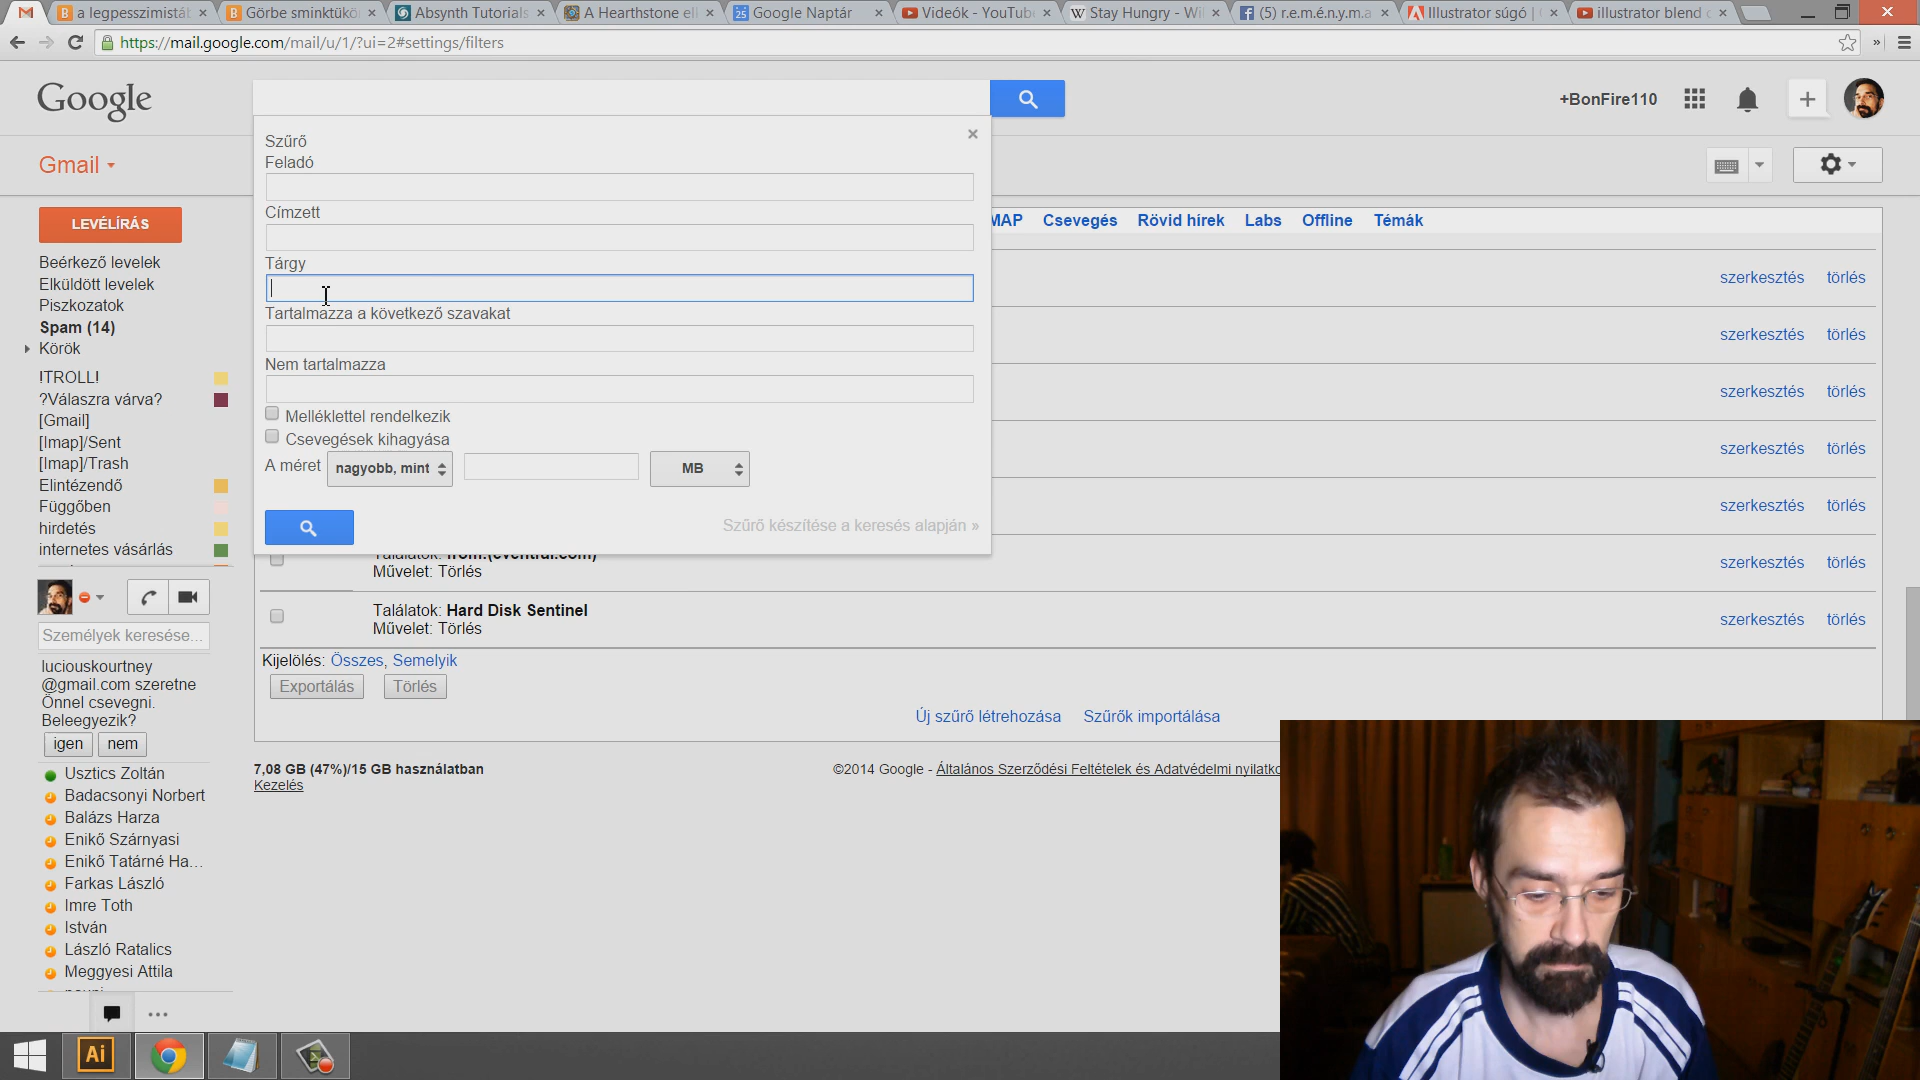 a legpesszimistáb
Görbe sminktükö
Absynth Tutorials
A Hearthstone ell
Google Naptár
Videók - YouTube
Stay Hungry - Wi
(5) r.e.m.é.n.y.m.a
Illustrator súgó |
illustrator blend
https://mail.google.com/mail/u/1/?ui=2#settings/filters
Google
+BonFire110
Gmail
Szűrő
Feladó
Címzett
Tárgy
Tartalmazza a következő szavakat
Nem tartalmazza
Melléklettel rendelkezik
Csevegések kihagyása
A méret nagyobb, mint MB
Szűrő készítése a keresés alapján »
MAP Csevegés Rövid hírek Labs Offline Témák
szerkesztés törlés
szerkesztés törlés
szerkesztés törlés
szerkesztés törlés
szerkesztés törlés
Találatok: from:(eventful.com)
Művelet: Törlés
szerkesztés törlés
Találatok: Hard Disk Sentinel
Művelet: Törlés
szerkesztés törlés
Kijelölés: Összes, Semelyik
Exportálás Törlés
Új szűrő létrehozása Szűrők importálása
7,08 GB (47%)/15 GB használatban
Kezelés
©2014 Google - Általános Szerződési Feltételek és Adatvédelmi nyilatko
LEVÉLÍRÁS
Beérkező levelek
Elküldött levelek
Piszkozatok
Spam (14)
Körök
!TROLL!
?Válaszra várva?
[Gmail]
[Imap]/Sent
[Imap]/Trash
Elintézendő
Függőben
hirdetés
internetes vásárlás
Személyek keresése...
luciouskourtney
@gmail.com szeretne
Önnel csevegni.
Beleegyezik?
igen nem
Usztics Zoltán
Badacsonyi Norbert
Balázs Harza
Enikő Szárnyasi
Enikő Tatárné Ha...
Farkas László
Imre Toth
István
László Ratalics
Meggyesi Attila
Ai